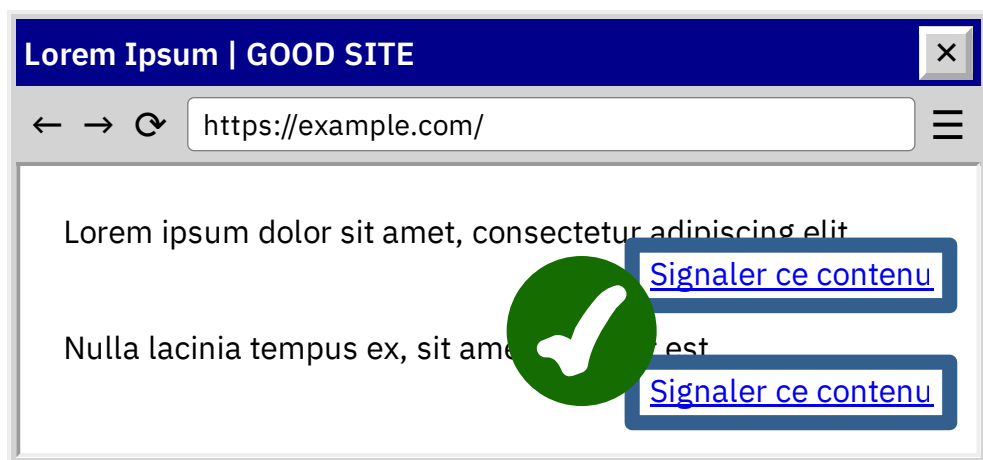 Lorem Ipsum | GOOD SITE
https://example.com/
Lorem ipsum dolor sit amet, consectetur adipiscing elit
Signaler ce contenu
Nulla lacinia tempus ex, sit est
Signaler ce contenu